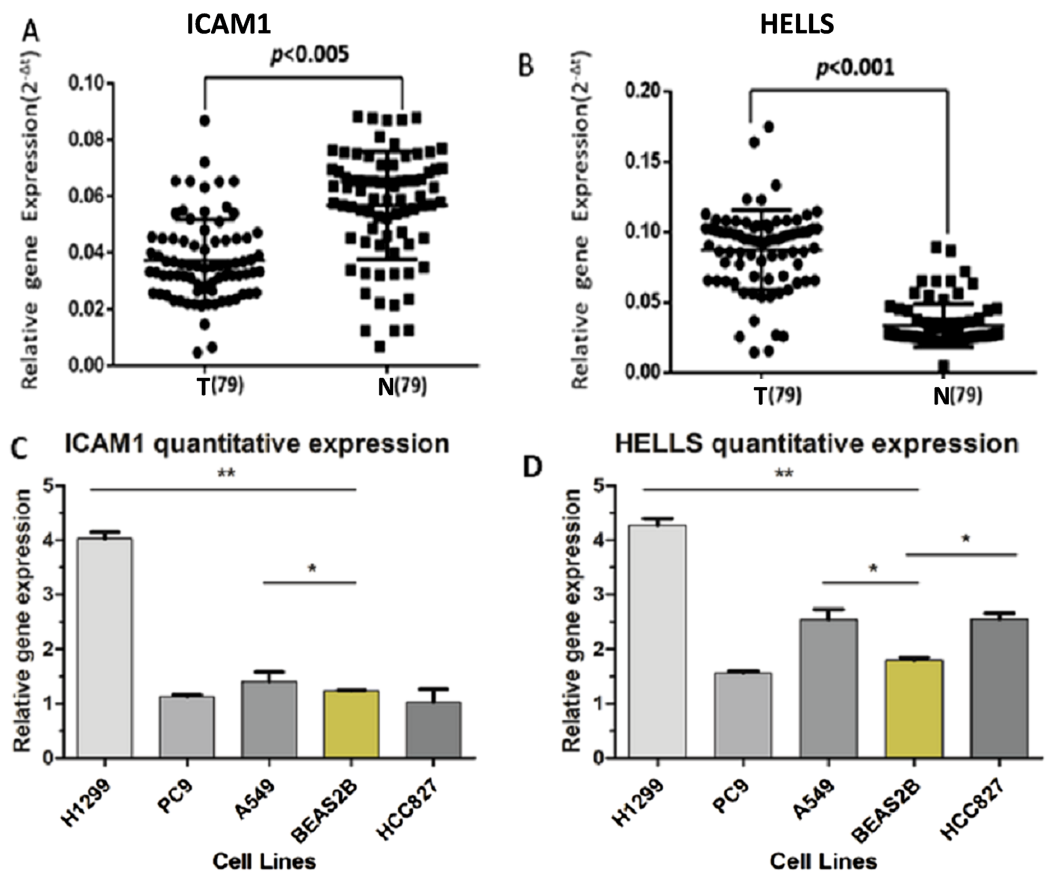 A
ICAM1
p<0.005
Relative gene Expression(2-Δt)
0.10
0.08
0.06
0.04
0.02
0.00
T(79)
N(79)
B
HELLS
p<0.001
Relative gene Expression(2-Δt)
0.20
0.15
0.10
0.05
0.00
T(79)
N(79)
C
ICAM1 quantitative expression
**
*
Relative gene expression
5
4
3
2
1
0
H1299
PC9
A549
BEAS2B
HCC827
Cell Lines
D
HELLS quantitative expression
**
*
*
Relative gene expression
5
4
3
2
1
0
H1299
PC9
A549
BEAS2B
HCC827
Cell Lines